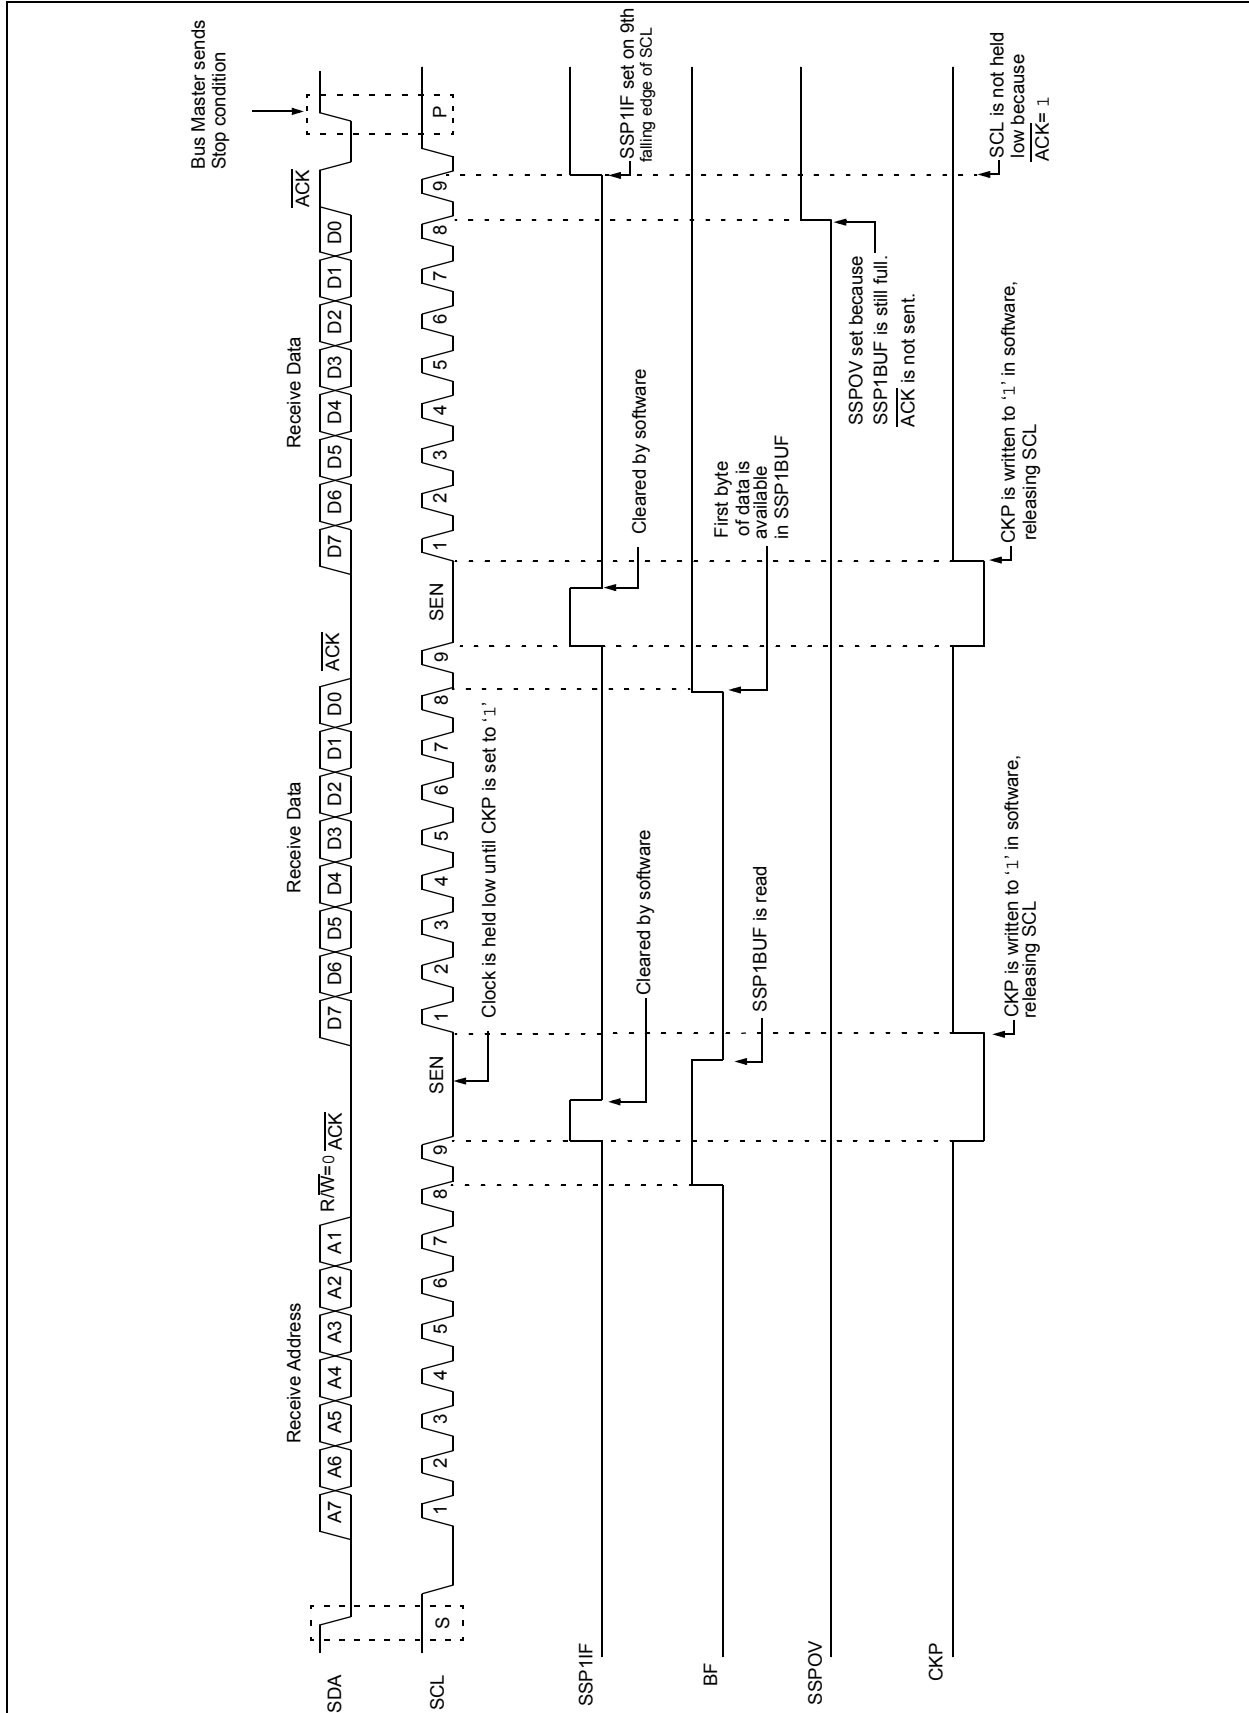 Bus Master sends
Stop condition
Receive Address
Receive Data
Receive Data
SDA
A7 A6 A5 A4 A3 A2 A1 R/W̅=0 A̅C̅K̅ D7 D6 D5 D4 D3 D2 D1 D0 A̅C̅K̅ D7 D6 D5 D4 D3 D2 D1 D0 A̅C̅K̅
SCL
S 1 2 3 4 5 6 7 8 9 SEN 1 2 3 4 5 6 7 8 9 SEN 1 2 3 4 5 6 7 8 9 P
Clock is held low until CKP is set to ‘1’
SSP1IF
Cleared by software
Cleared by software
SSP1IF set on 9th
falling edge of SCL
BF
SSP1BUF is read
First byte
of data is
available
in SSP1BUF
SSPOV
SSPOV set because
SSP1BUF is still full.
A̅C̅K̅ is not sent.
CKP
CKP is written to ‘1’ in software,
releasing SCL
CKP is written to ‘1’ in software,
releasing SCL
SCL is not held
low because
A̅C̅K̅= 1